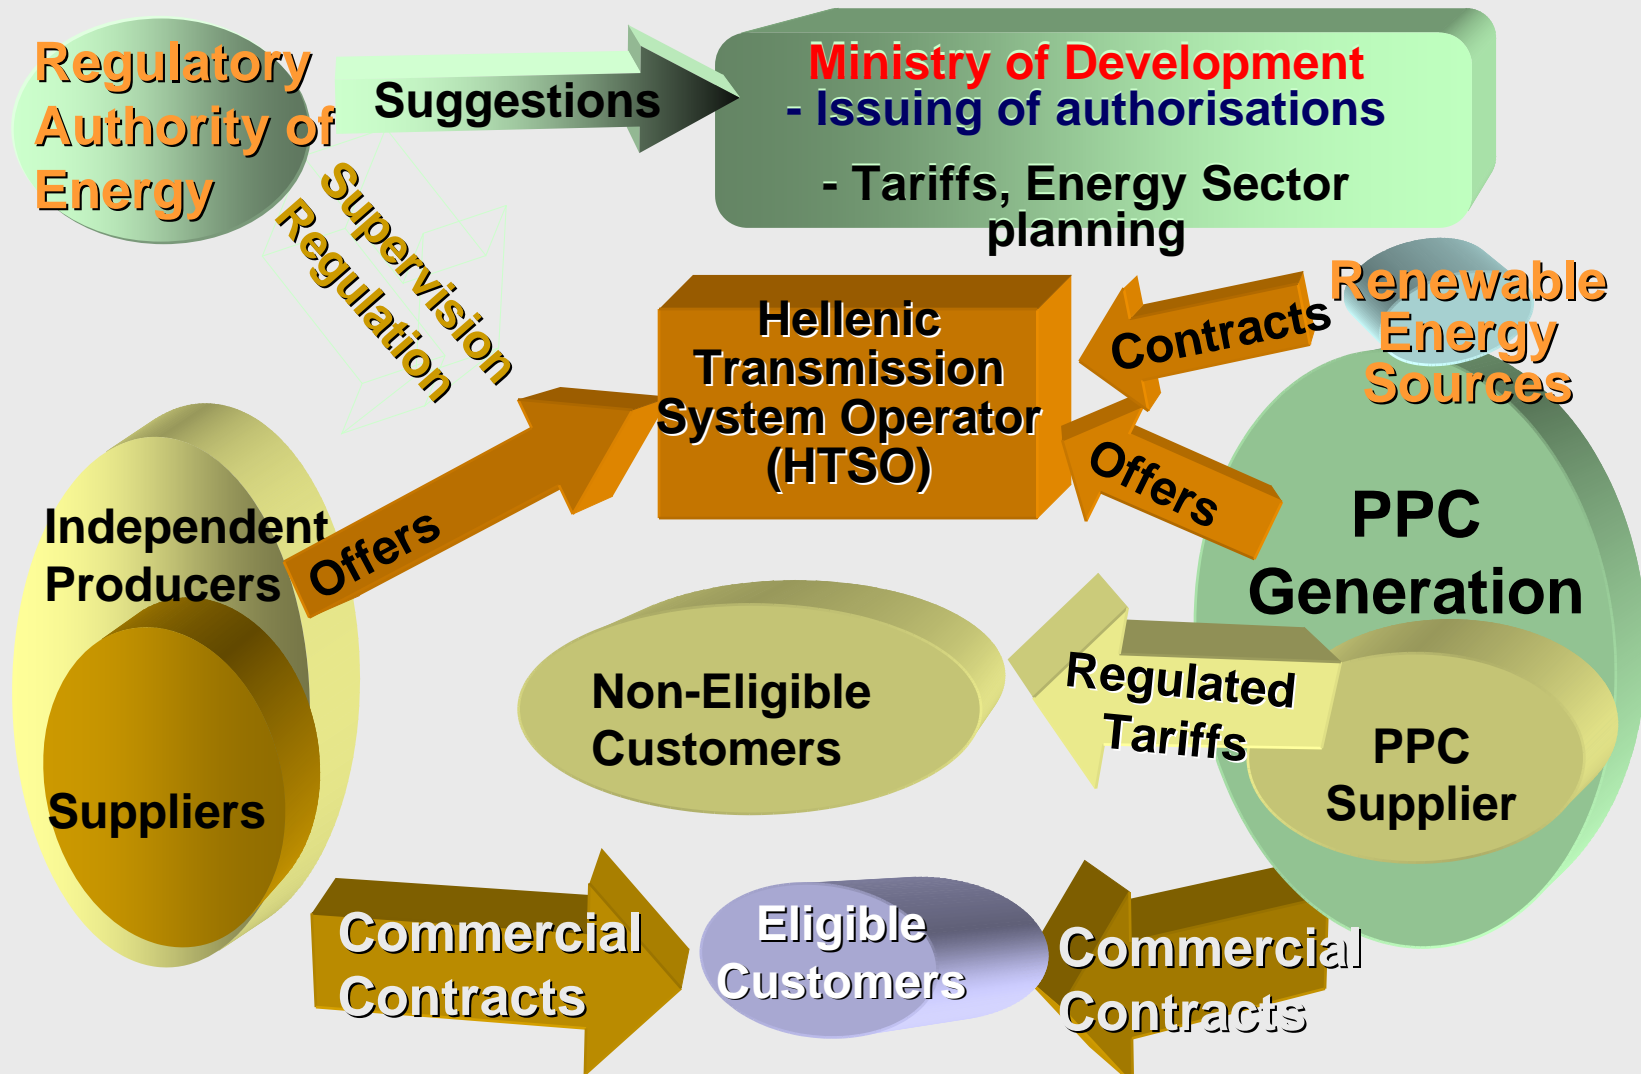 Regulatory
Authority of
Energy
Suggestions
Ministry of Development
- Issuing of authorisations
- Tariffs, Energy Sector
planning
Supervision
Regulation
Hellenic
Transmission
System Operator
(HTSO)
Contracts
Renewable
Energy
Sources
Offers
Offers
Independent
Producers
PPC
Generation
Non-Eligible
Customers
Regulated
Tariffs
PPC
Supplier
Suppliers
Commercial
Contracts
Eligible
Customers
Commercial
Contracts